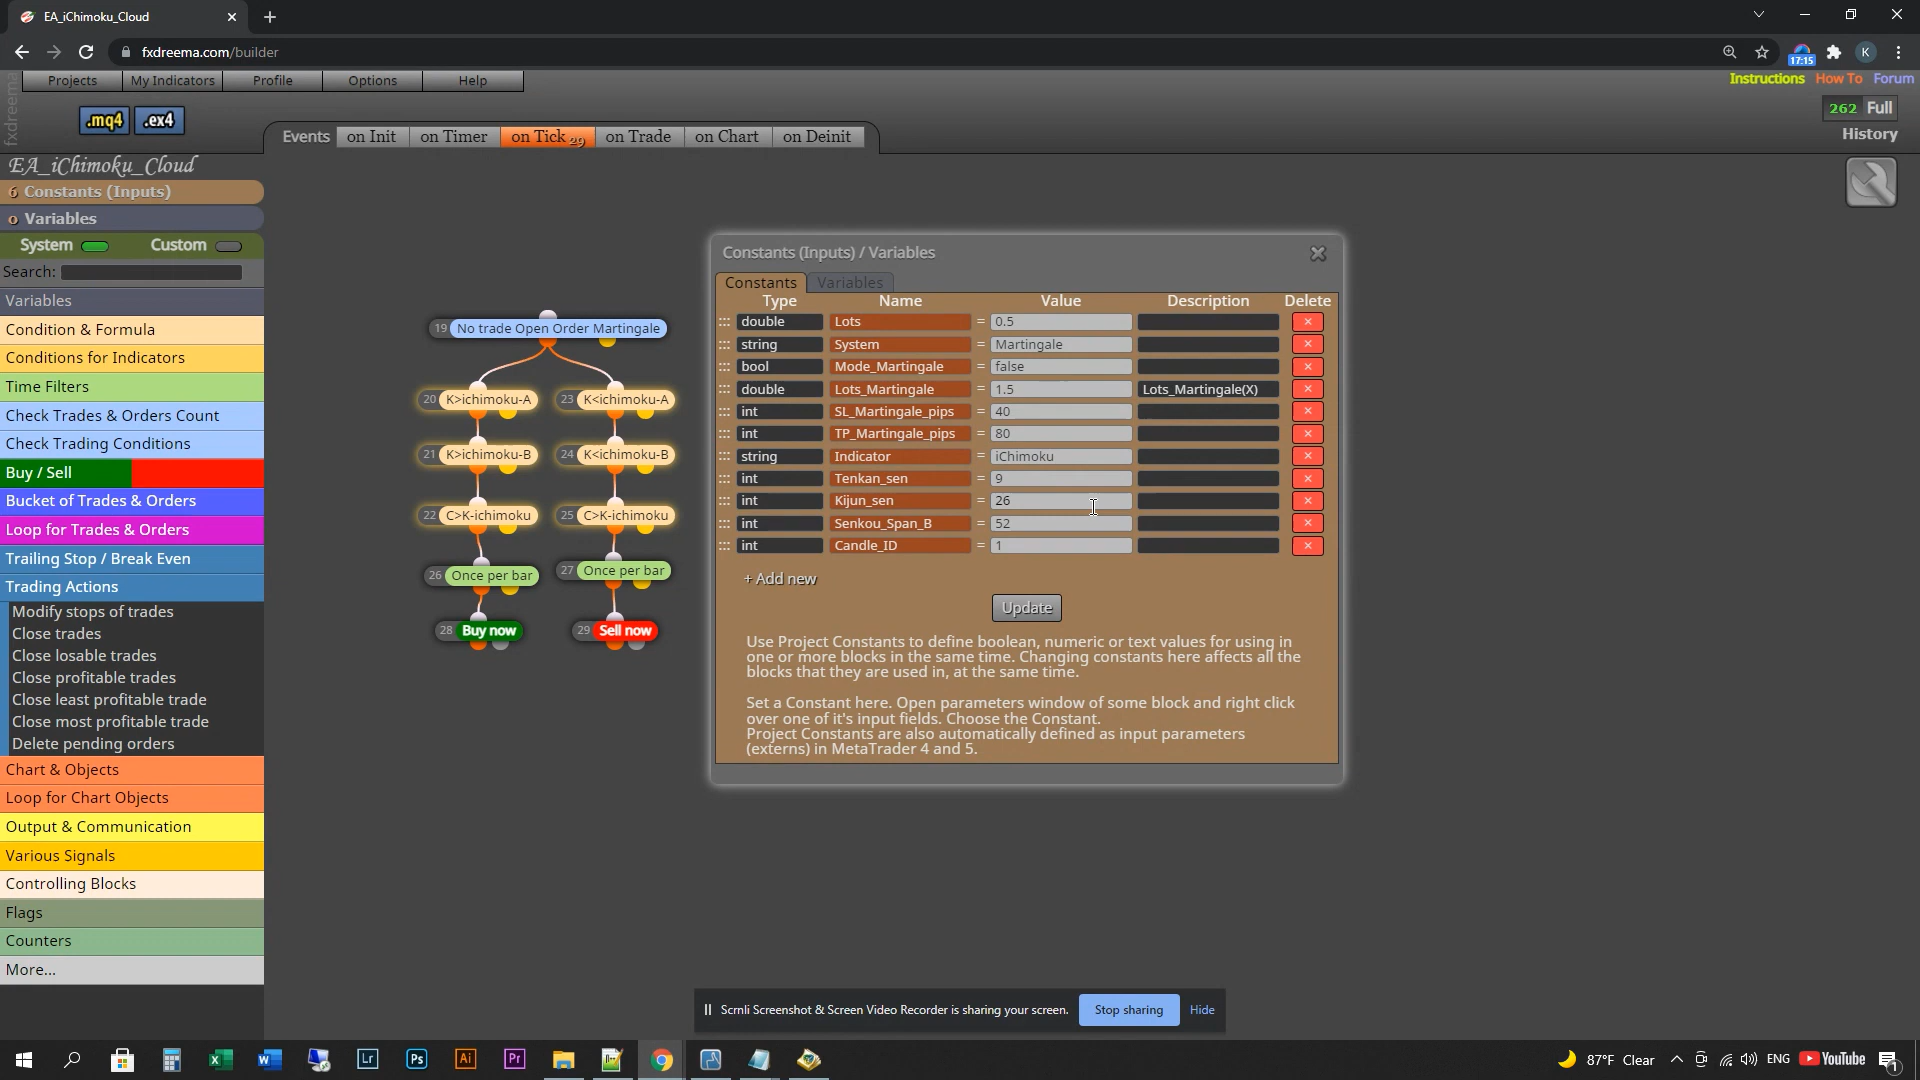 EA_iChimoku_Cloud
fxdreema.com/builder
17:15
K
Projects
My Indicators
Profile
Options
Help
Instructions
How To
Forum
fxdreema
.mq4
.ex4
262 Full
History
Events
on Init
on Timer
on Tick 29
on Trade
on Chart
on Deinit
EA_iChimoku_Cloud
6 Constants (Inputs)
0 Variables
System
Custom
Search:
Variables
Condition & Formula
Conditions for Indicators
Time Filters
Check Trades & Orders Count
Check Trading Conditions
Buy / Sell
Bucket of Trades & Orders
Loop for Trades & Orders
Trailing Stop / Break Even
Trading Actions
Modify stops of trades
Close trades
Close losable trades
Close profitable trades
Close least profitable trade
Close most profitable trade
Delete pending orders
Chart & Objects
Loop for Chart Objects
Output & Communication
Various Signals
Controlling Blocks
Flags
Counters
More...
19 No trade Open Order Martingale
20 K>ichimoku-A
23 K<ichimoku-A
21 K>ichimoku-B
24 K<ichimoku-B
22 C>K-ichimoku
25 C>K-ichimoku
26 Once per bar
27 Once per bar
28 Buy now
29 Sell now
Constants (Inputs) / Variables
Constants
Variables
Type Name Value Description Delete
::: double Lots = 0.5 ×
::: string System = Martingale ×
::: bool Mode_Martingale = false ×
::: double Lots_Martingale = 1.5 Lots_Martingale(X) ×
::: int SL_Martingale_pips = 40 ×
::: int TP_Martingale_pips = 80 ×
::: string Indicator = iChimoku ×
::: int Tenkan_sen = 9 ×
::: int Kijun_sen = 26 ×
::: int Senkou_Span_B = 52 ×
::: int Candle_ID = 1 ×
+ Add new
Update
Use Project Constants to define boolean, numeric or text values for using in
one or more blocks in the same time. Changing constants here affects all the
blocks that they are used in, at the same time.
Set a Constant here. Open parameters window of some block and right click
over one of it's input fields. Choose the Constant.
Project Constants are also automatically defined as input parameters
(externs) in MetaTrader 4 and 5.
Scrnli Screenshot & Screen Video Recorder is sharing your screen.
Stop sharing
Hide
Lr
Ps
Ai
Pr
87°F Clear
ENG
YouTube
1